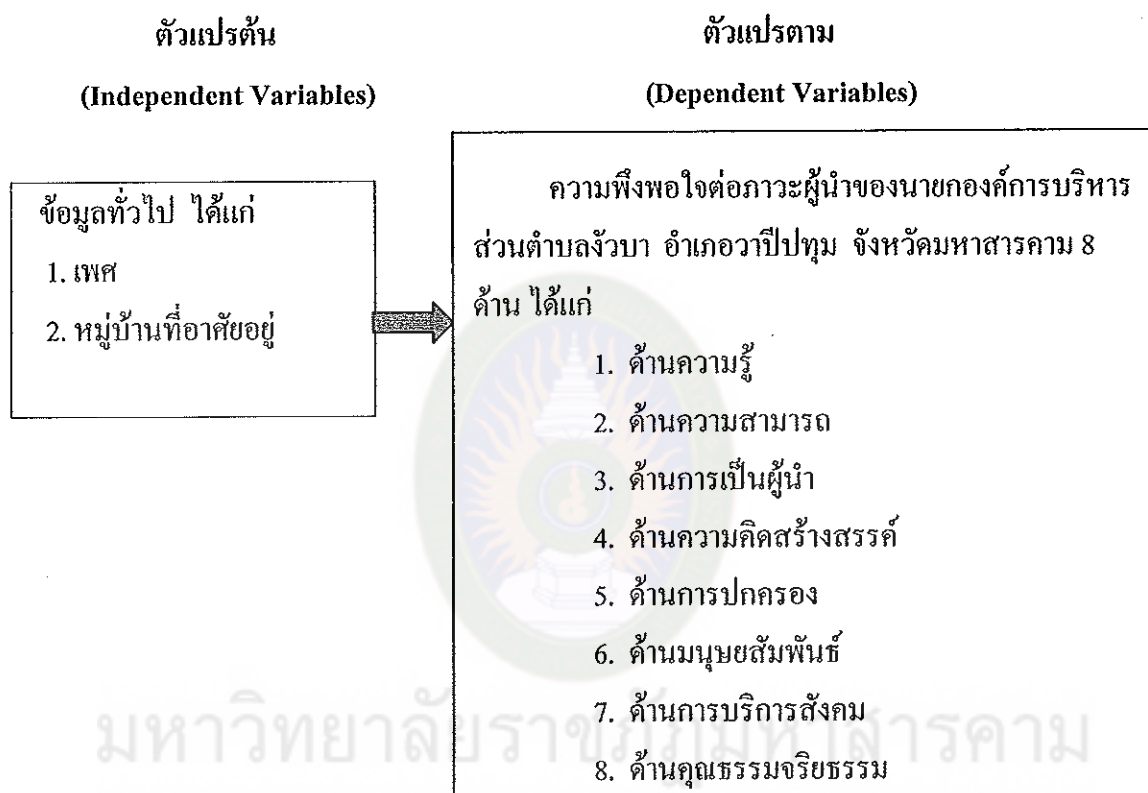 ตัวแปรต้น
(Independent Variables)
ข้อมูลทั่วไป ได้แก่
1. เพศ
2. หมู่บ้านที่อาศัยอยู่
ตัวแปรตาม
(Dependent Variables)
ความพึงพอใจต่อภาวะผู้นำของนายกองค์การบริหาร
ส่วนตำบลงัวบา อำเภอวาปีปทุม จังหวัดมหาสารคาม 8
ด้าน ได้แก่
1. ด้านความรู้
2. ด้านความสามารถ
3. ด้านการเป็นผู้นำ
4. ด้านความคิดสร้างสรรค์
5. ด้านการปกครอง
6. ด้านมนุษยสัมพันธ์
7. ด้านการบริการสังคม
8. ด้านคุณธรรมจริยธรรม
มหาวิทยาลัยราชภัฏมหาสารคาม